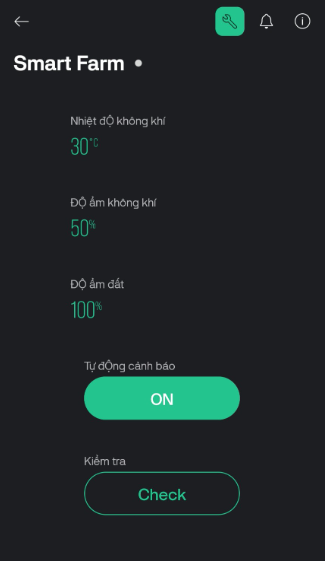 Smart Farm
Nhiệt độ không khí
30°C
Độ ẩm không khí
50%
Độ ẩm đất
100%
Tự động cảnh báo
ON
Kiểm tra
Check